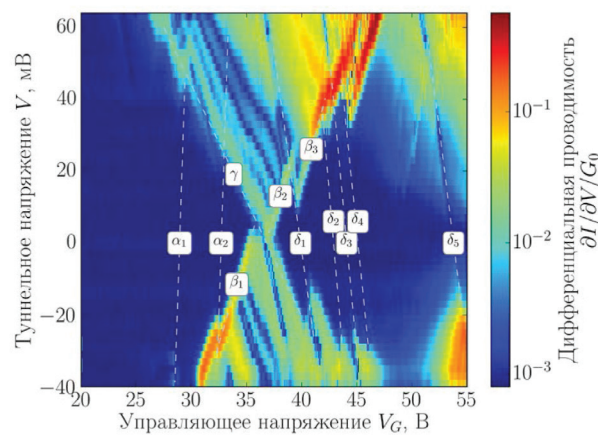 Туннельное напряжение V, мВ
60
40
20
0
−20
−40
γ
β₃
β₂
α₁
α₂
δ₁
δ₂
δ₄
δ₃
δ₅
β₁
20
25
30
35
40
45
50
55
Управляющее напряжение V_G, В
10⁻¹
10⁻²
10⁻³
Дифференциальная проводимость
∂I/∂V/G₀